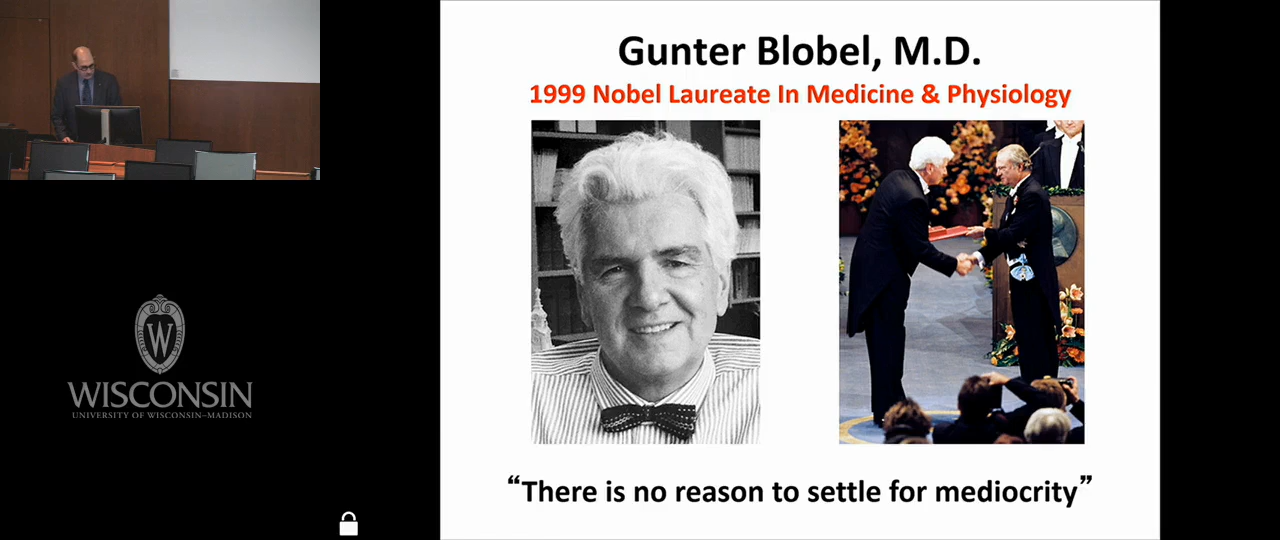 Gunter Blobel, M.D.
1999 Nobel Laureate In Medicine & Physiology
“There is no reason to settle for mediocrity”
W
WISCONSIN
UNIVERSITY OF WISCONSIN–MADISON